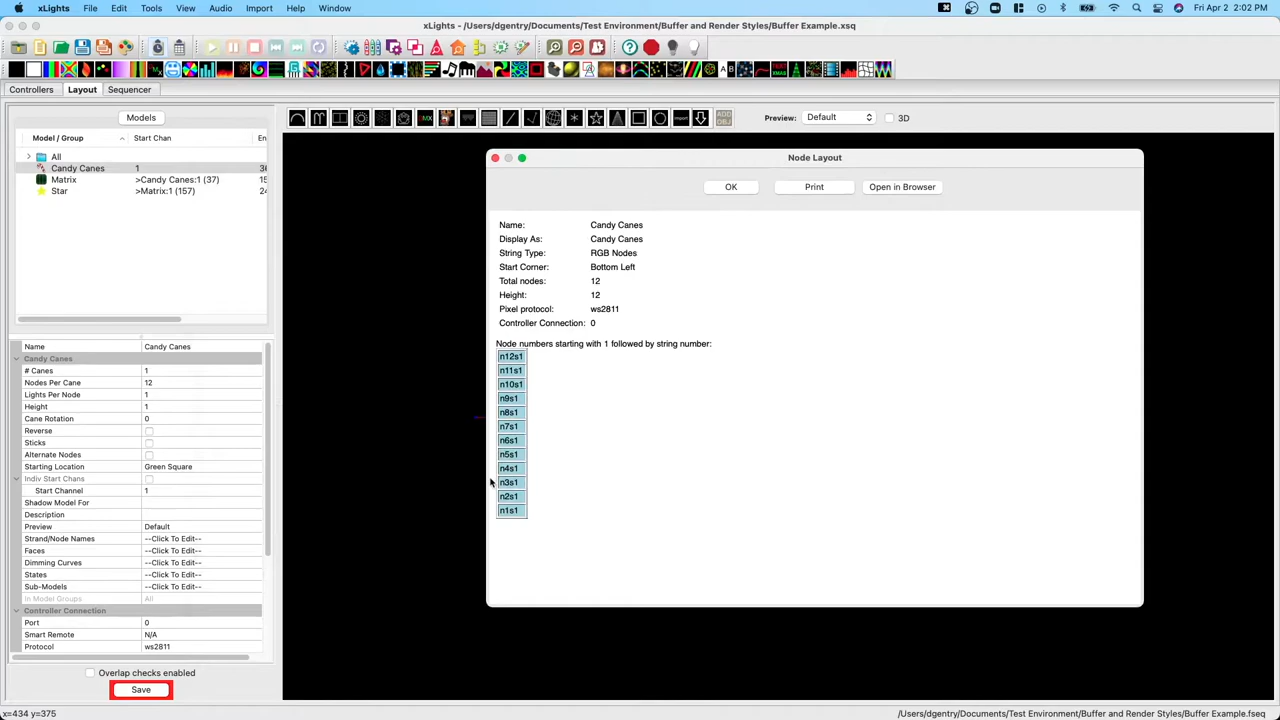 xLights File Edit Tools View Audio Import Help Window Fri Apr 2 2:02 PM
xLights - /Users/dgentry/Documents/Test Environment/Buffer and Render Styles/Buffer Example.xsq
Controllers Layout Sequencer
Models
Preview: Default 3D
Model / Group Start Chan En
All
Candy Canes 1 36
Matrix >Candy Canes:1 (37) 15
Star >Matrix:1 (157) 24
Name Candy Canes
Candy Canes
# Canes 1
Nodes Per Cane 12
Lights Per Node 1
Height 1
Cane Rotation 0
Reverse
Sticks
Alternate Nodes
Starting Location Green Square
Indiv Start Chans
Start Channel 1
Shadow Model For
Description
Preview Default
Strand/Node Names --Click To Edit--
Faces --Click To Edit--
Dimming Curves --Click To Edit--
States --Click To Edit--
Sub-Models --Click To Edit--
In Model Groups All
Controller Connection
Port 0
Smart Remote N/A
Protocol ws2811
Overlap checks enabled
Save
Node Layout
OK Print Open in Browser
Name: Candy Canes
Display As: Candy Canes
String Type: RGB Nodes
Start Corner: Bottom Left
Total nodes: 12
Height: 12
Pixel protocol: ws2811
Controller Connection: 0
Node numbers starting with 1 followed by string number:
n12s1
n11s1
n10s1
n9s1
n8s1
n7s1
n6s1
n5s1
n4s1
n3s1
n2s1
n1s1
x=434 y=375 /Users/dgentry/Documents/Test Environment/Buffer and Render Styles/Buffer Example.fseq